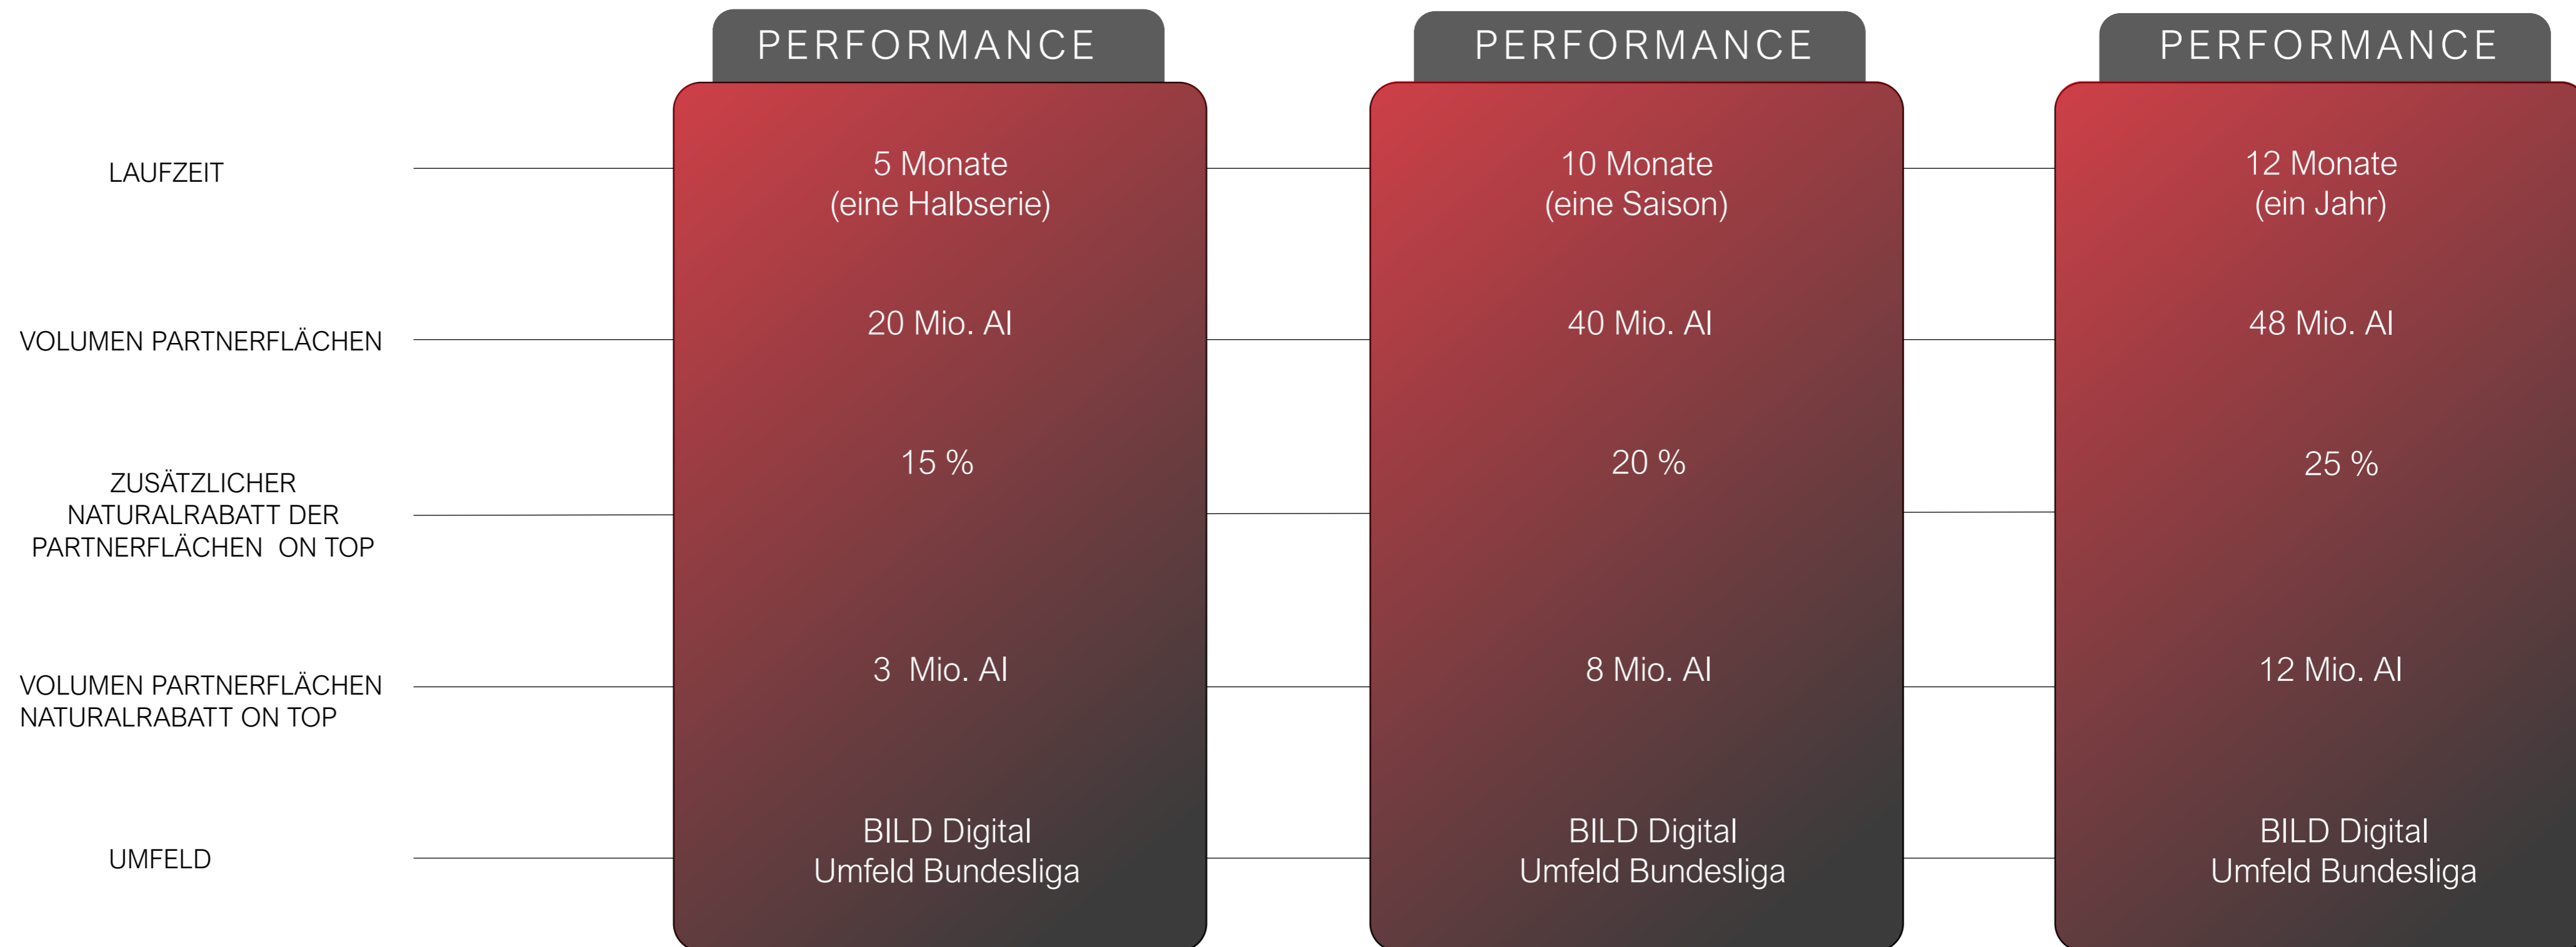 PERFORMANCE PERFORMANCE PERFORMANCE
LAUFZEIT
5 Monate
(eine Halbserie)
10 Monate
(eine Saison)
12 Monate
(ein Jahr)
VOLUMEN PARTNERFLÄCHEN
20 Mio. AI
40 Mio. AI
48 Mio. AI
ZUSÄTZLICHER
NATURALRABATT DER
PARTNERFLÄCHEN ON TOP
15 %
20 %
25 %
VOLUMEN PARTNERFLÄCHEN
NATURALRABATT ON TOP
3 Mio. AI
8 Mio. AI
12 Mio. AI
UMFELD
BILD Digital
Umfeld Bundesliga
BILD Digital
Umfeld Bundesliga
BILD Digital
Umfeld Bundesliga